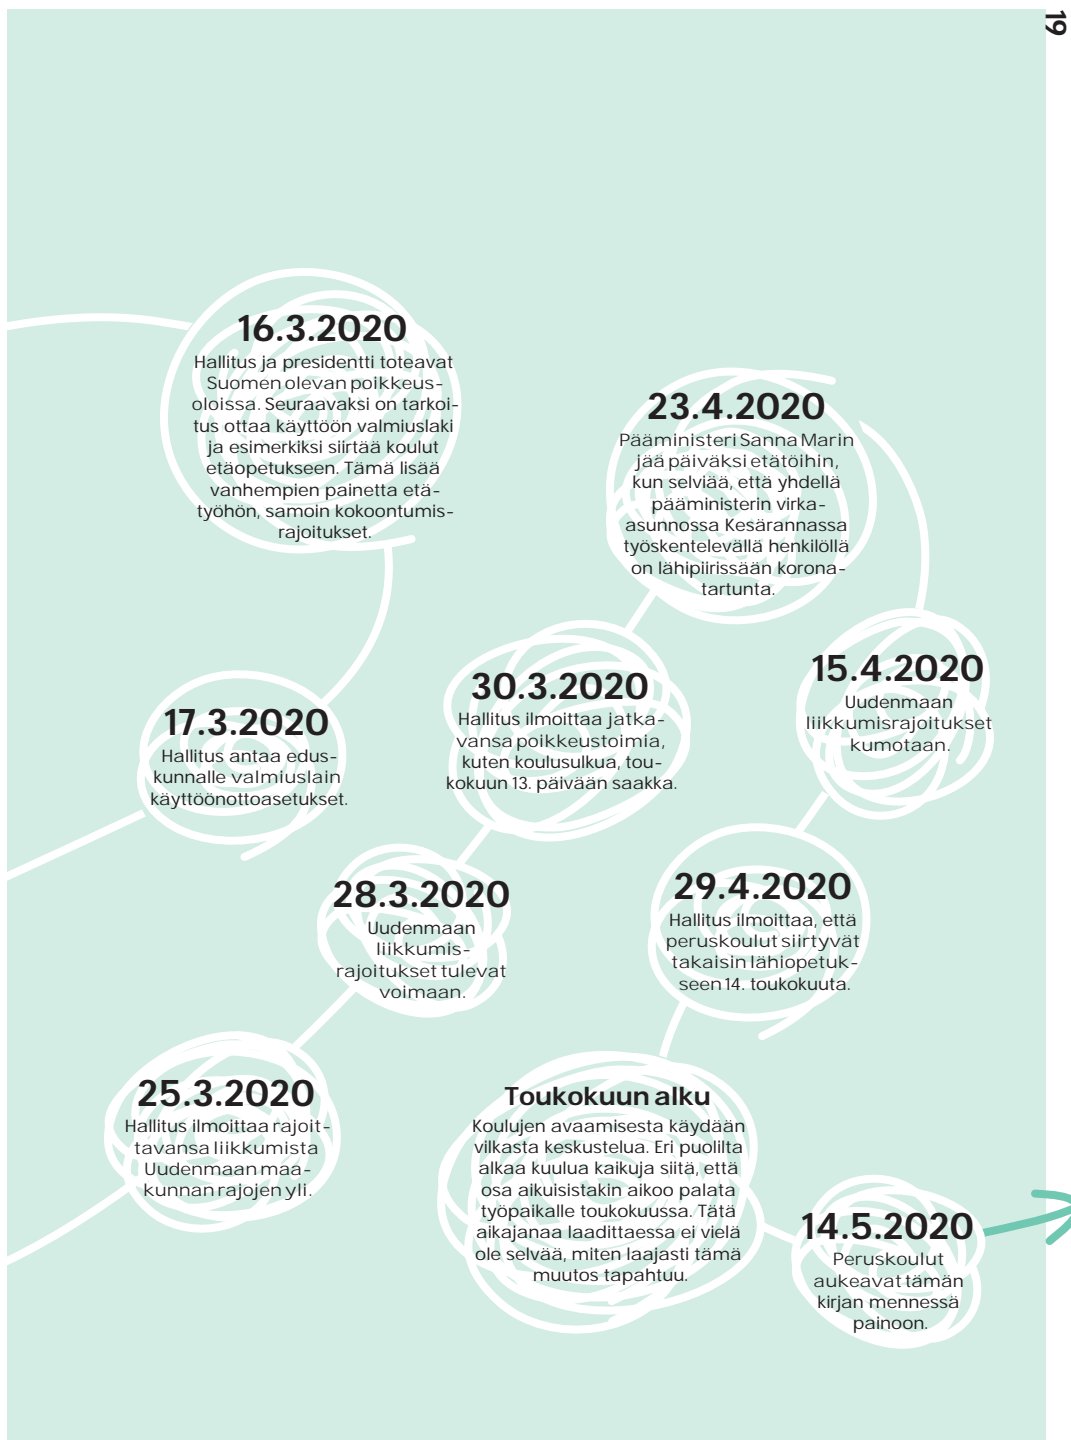 19
16.3.2020
Hallitus ja presidentti toteavat
Suomen olevan poikkeus-
oloissa. Seuraavaksi on tarkoi-
tus ottaa käyttöön valmiuslaki
ja esimerkiksi siirtää koulut
etäopetukseen. Tämä lisää
vanhempien painetta etä-
työhön, samoin kokoontumis-
rajoitukset.
17.3.2020
Hallitus antaa edus-
kunnalle valmiuslain
käyttöönottoasetukset.
25.3.2020
Hallitus ilmoittaa rajoit-
tavansa liikkumista
Uudenmaan maa-
kunnan rajojen yli.
28.3.2020
Uudenmaan
liikkumis-
rajoitukset tulevat
voimaan.
30.3.2020
Hallitus ilmoittaa jatka-
vansa poikkeustoimia,
kuten koulusulkua, tou-
kokuun 13. päivään saakka.
23.4.2020
Pääministeri Sanna Marin
jää päiväksi etätöihin,
kun selviää, että yhdellä
pääministerin virka-
asunnossa Kesärannassa
työskentelevällä henkilöllä
on lähipiirissään korona-
tartunta.
15.4.2020
Uudenmaan
liikkumisrajoitukset
kumotaan.
29.4.2020
Hallitus ilmoittaa, että
peruskoulut siirtyvät
takaisin lähiopetuk-
seen 14. toukokuuta.
Toukokuun alku
Koulujen avaamisesta käydään
vilkasta keskustelua. Eri puolilta
alkaa kuulua kaikuja siitä, että
osa aikuisistakin aikoo palata
työpaikalle toukokuussa. Tätä
aikajanaa laadittaessa ei vielä
ole selvää, miten laajasti tämä
muutos tapahtuu.
14.5.2020
Peruskoulut
aukeavat tämän
kirjan mennessä
painoon.